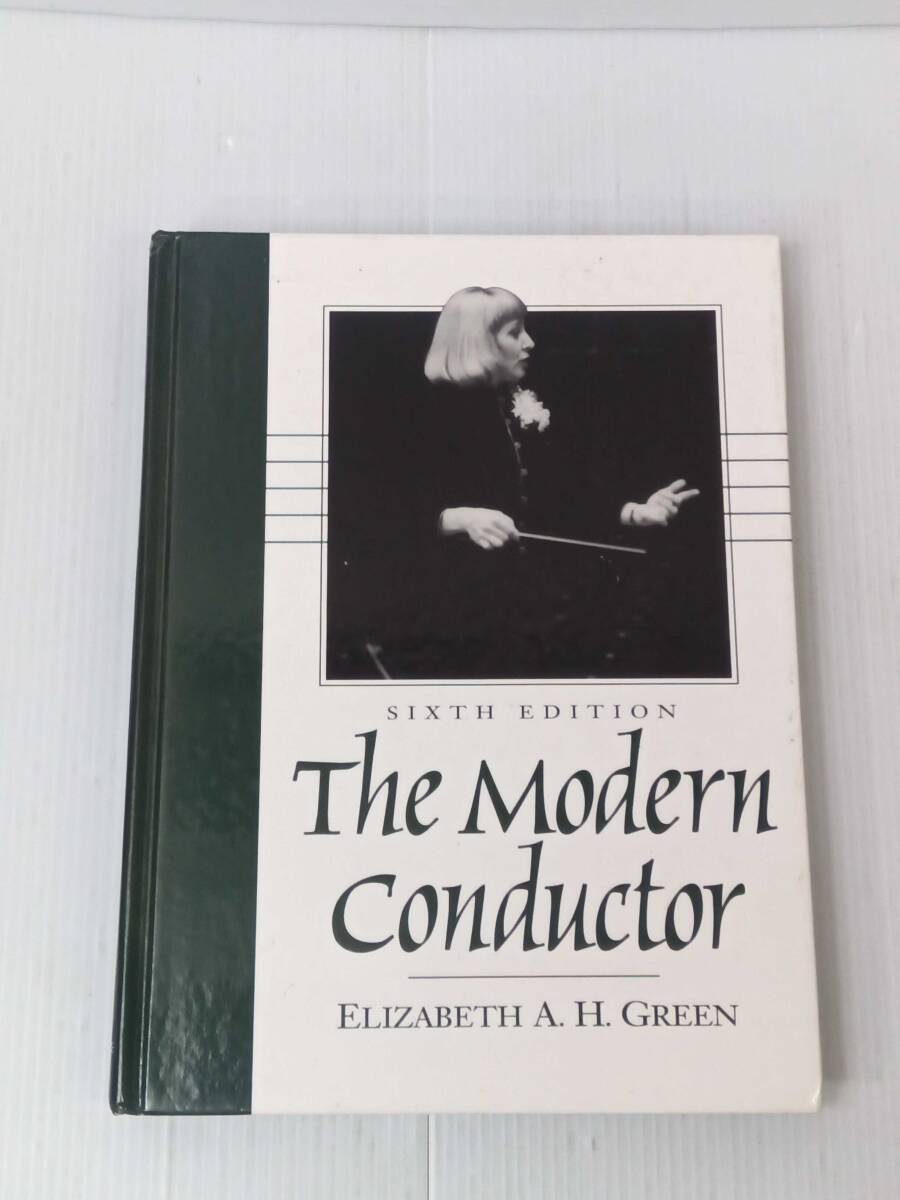 SIXTH EDITION
The Modern
Conductor
ELIZABETH A. H. GREEN